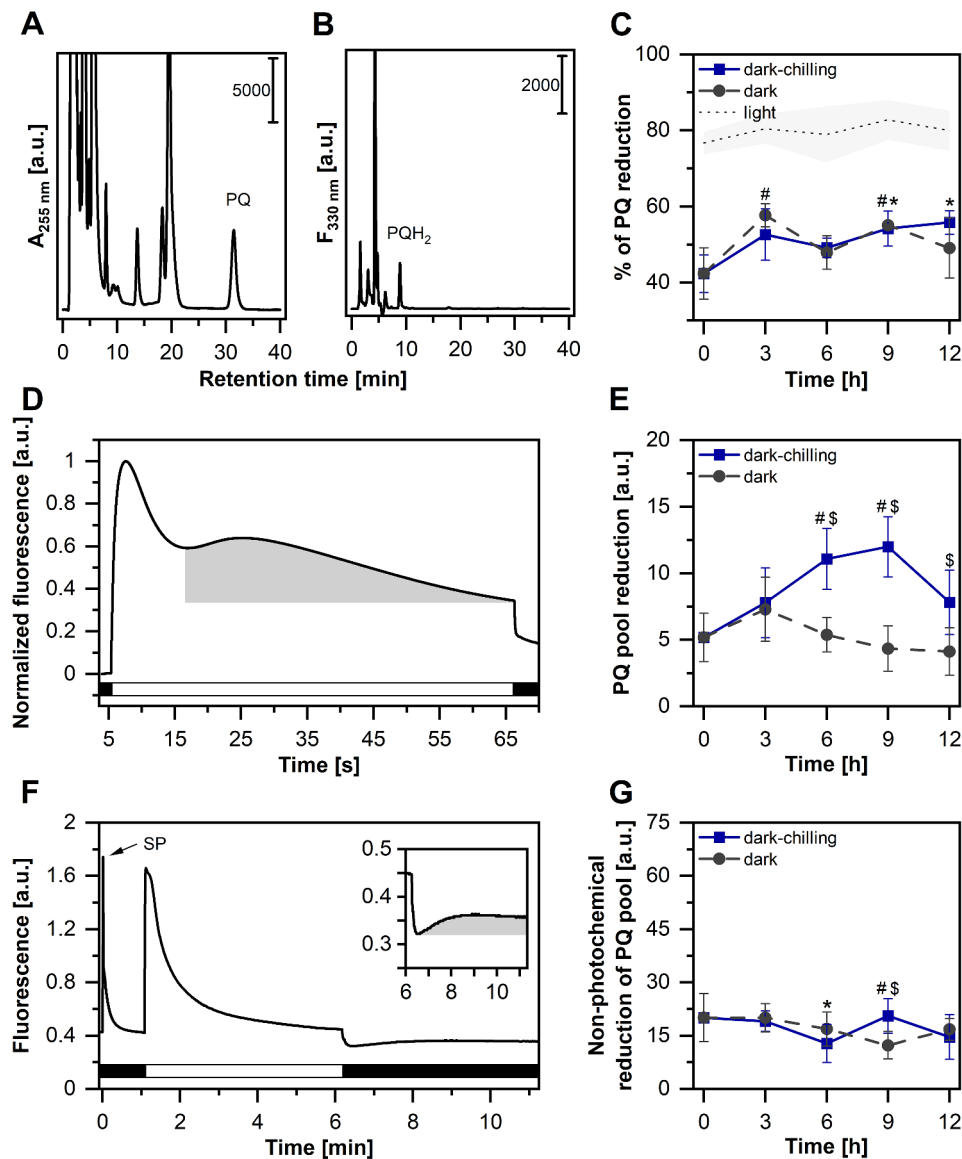 A
A255 nm [a.u.]
5000
PQ
0 10 20 30 40
B
F330 nm [a.u.]
2000
PQH2
0 10 20 30 40
Retention time [min]
C
% of PQ reduction
100
80
60
40
dark-chilling
dark
light
#
#*
*
0 3 6 9 12
Time [h]
D
Normalized fluorescence [a.u.]
1
0.8
0.6
0.4
0.2
0
5 15 25 35 45 55 65
Time [s]
E
PQ pool reduction [a.u.]
20
15
10
5
0
dark-chilling
dark
#$
#$
$
0 3 6 9 12
Time [h]
F
Fluorescence [a.u.]
2
1.6
1.2
0.8
0.4
0
SP
0.5
0.4
0.3
6 8 10
0 2 4 6 8 10
Time [min]
G
Non-photochemical
reduction of PQ pool [a.u.]
75
60
45
30
15
0
dark-chilling
dark
*
#$
0 3 6 9 12
Time [h]